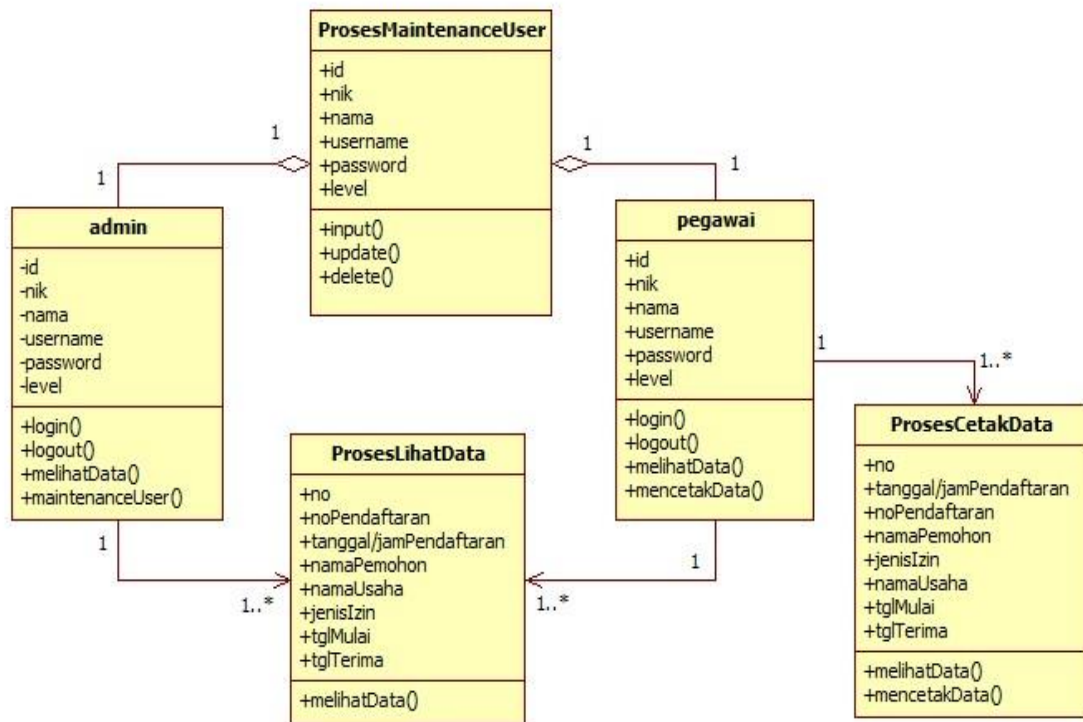 ProsesMaintenanceUser
+id
+nik
+nama
+username
+password
+level
+input()
+update()
+delete()
1
1
1
1
admin
-id
-nik
-nama
-username
-password
-level
+login()
+logout()
+melihatData()
+maintenanceUser()
pegawai
+id
+nik
+nama
+username
+password
+level
+login()
+logout()
+melihatData()
+mencetakData()
1
1..*
1
1..*
1
1..*
ProsesLihatData
+no
+noPendaftaran
+tanggal/jamPendaftaran
+namaPemohon
+namaUsaha
+jenisIzin
+tglMulai
+tglTerima
+melihatData()
ProsesCetakData
+no
+tanggal/jamPendaftaran
+noPendaftaran
+namaPemohon
+jenisIzin
+namaUsaha
+tglMulai
+tglTerima
+melihatData()
+mencetakData()